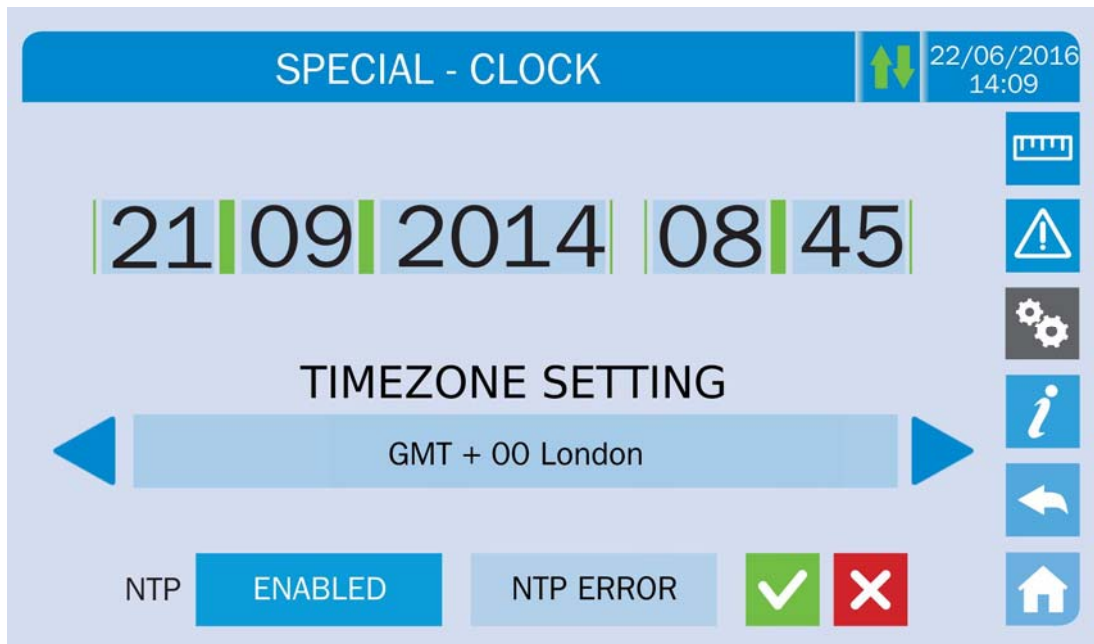 SPECIAL - CLOCK
22/06/2016
14:09
21 09 2014 08 45
TIMEZONE SETTING
GMT + 00 London
NTP ENABLED NTP ERROR
i